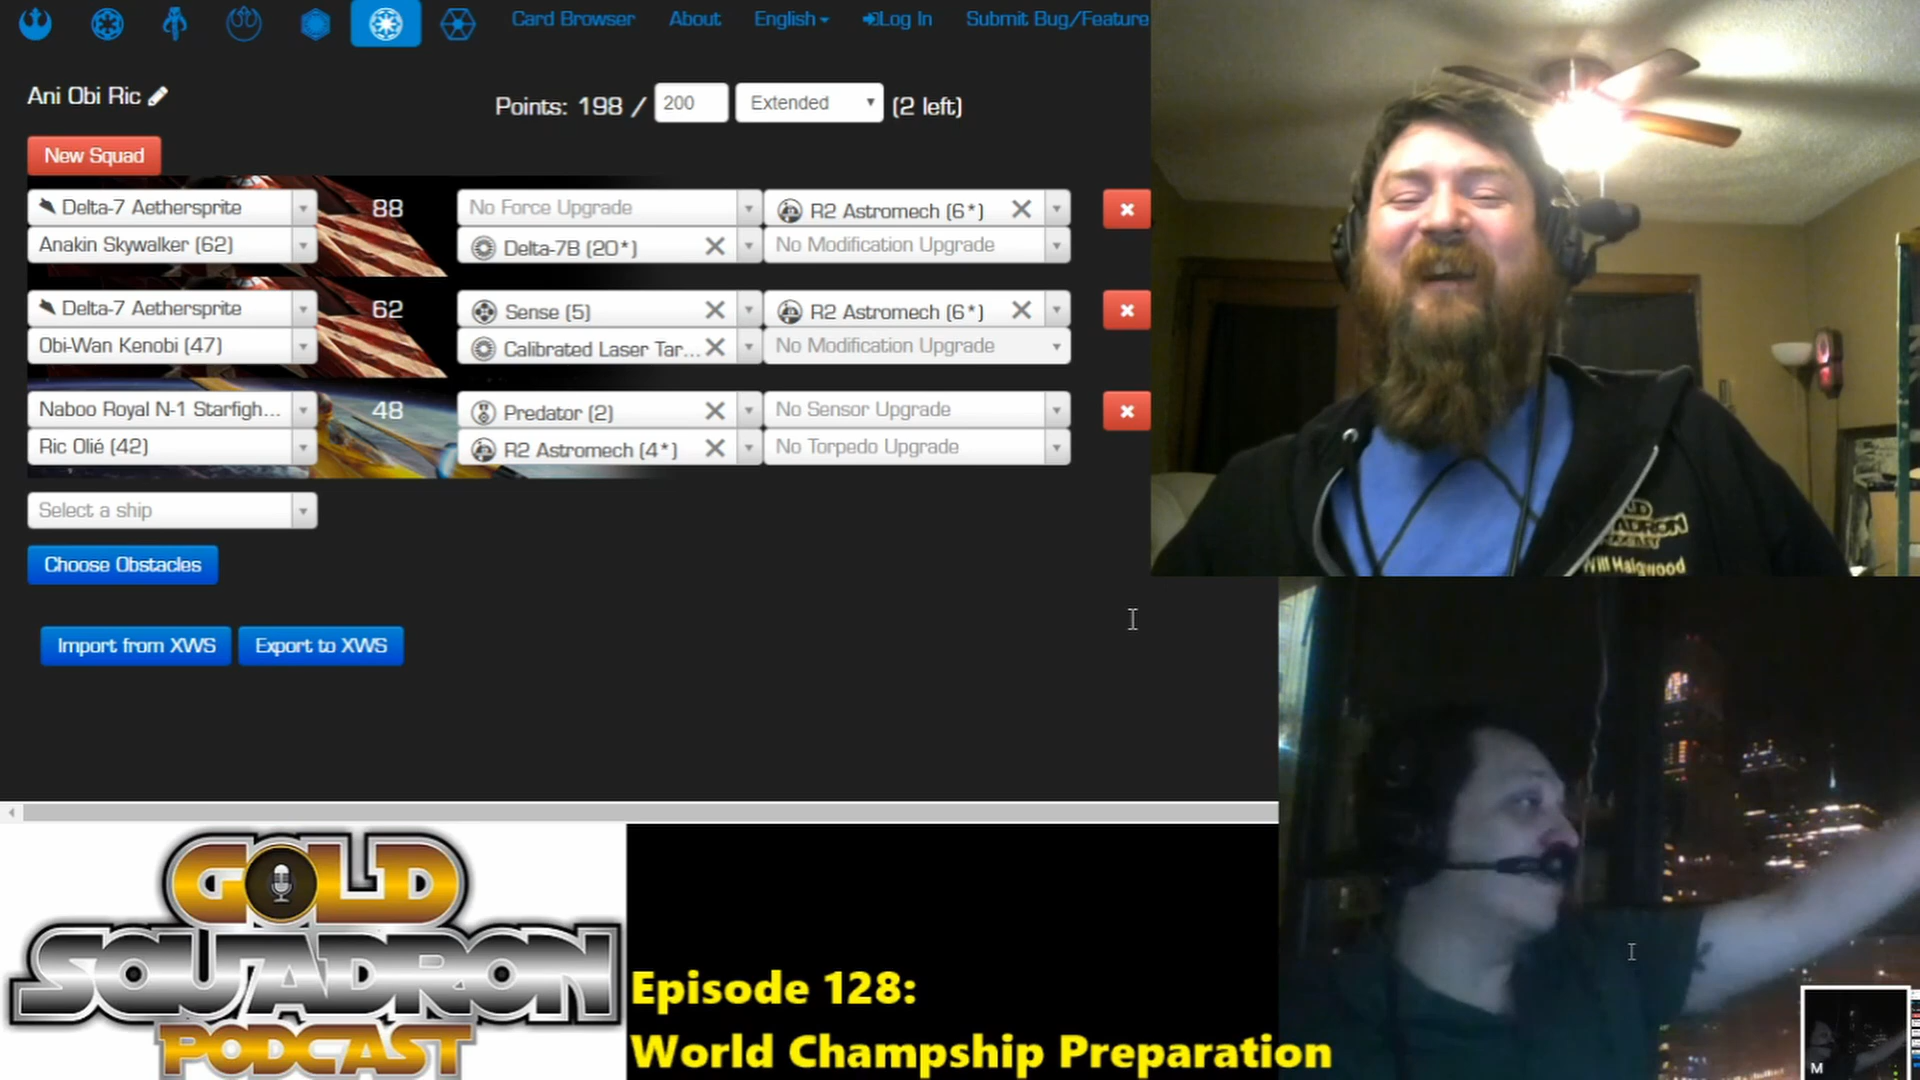 Card Browser About English Log In Submit Bug/Feature
Ani Obi Ric
Points: 198 / 200 Extended (2 left)
New Squad
Delta-7 Aethersprite 88 No Force Upgrade R2 Astromech (6*)
Anakin Skywalker (62) Delta-7B (20*) No Modification Upgrade
Delta-7 Aethersprite 62 Sense (5) R2 Astromech (6*)
Obi-Wan Kenobi (47) Calibrated Laser Tar... No Modification Upgrade
Naboo Royal N-1 Starfigh... 48 Predator (2) No Sensor Upgrade
Ric Olié (42) R2 Astromech (4*) No Torpedo Upgrade
Select a ship
Choose Obstacles
Import from XWS Export to XWS
GOLD
SQUADRON
PODCAST
Episode 128:
World Champship Preparation
M